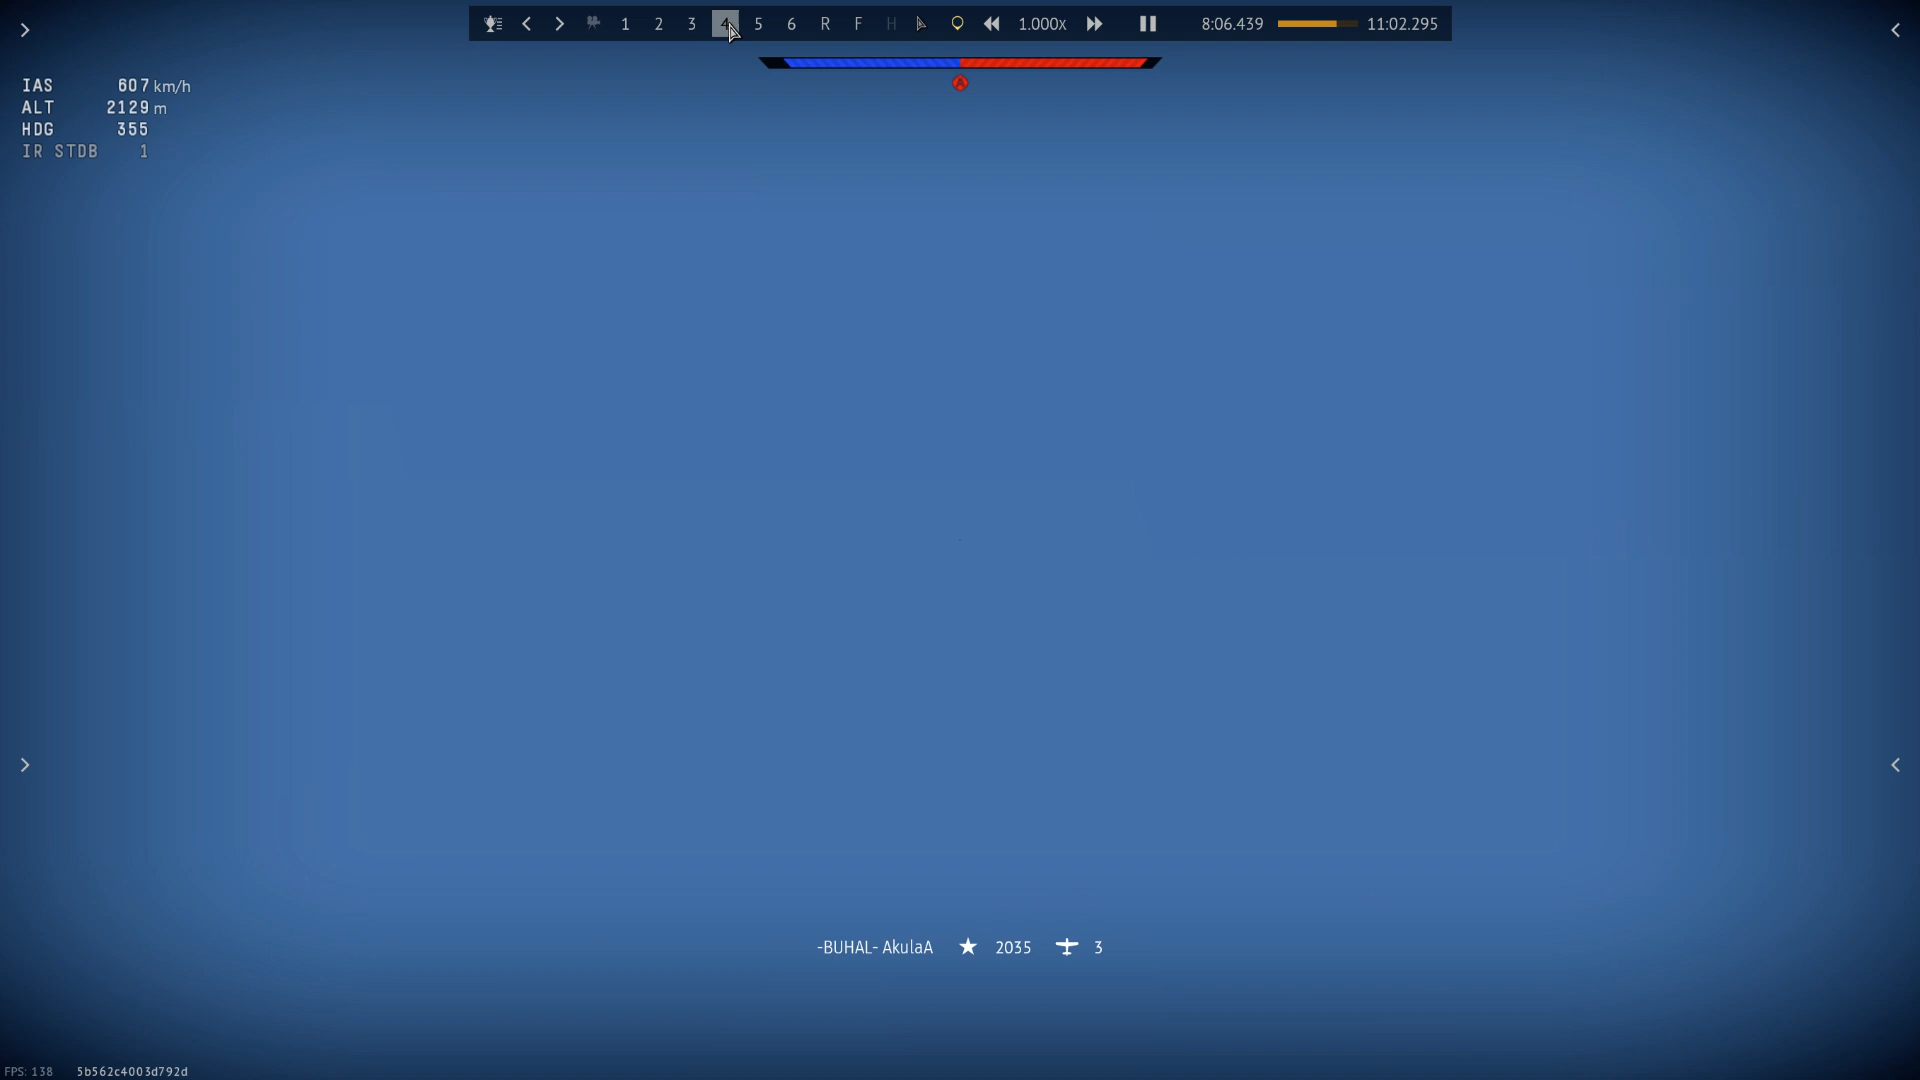 1 2 3 4 5 6 R F H 1.000x 8:06.439 11:02.295
IAS 607 km/h
ALT 2129 m
HDG 355
IR STDB 1
-BUHAL- AkulaA 2035 3
FPS: 138 5b562c4003d792d